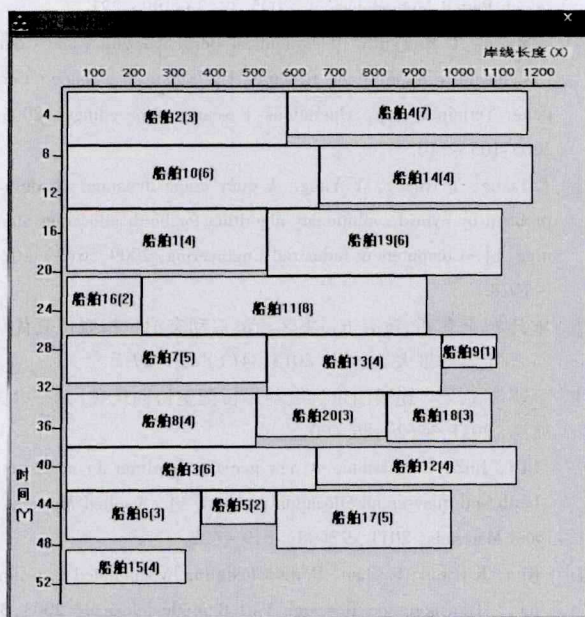 岸线长度(X)
100 200 300 400 500 600 700 800 900 1000 1100 1200
4
船舶2(3) 船舶4(7)
8
船舶10(6) 船舶14(4)
12
16
船舶1(4) 船舶19(6)
20
船舶16(2) 船舶11(8)
24
28
船舶7(5) 船舶13(4) 船舶9(1)
32
船舶8(4) 船舶20(3) 船舶18(3)
36
40
船舶3(6) 船舶12(4)
时间(Y)
44
船舶6(3) 船舶5(2) 船舶17(5)
48
船舶15(4)
52